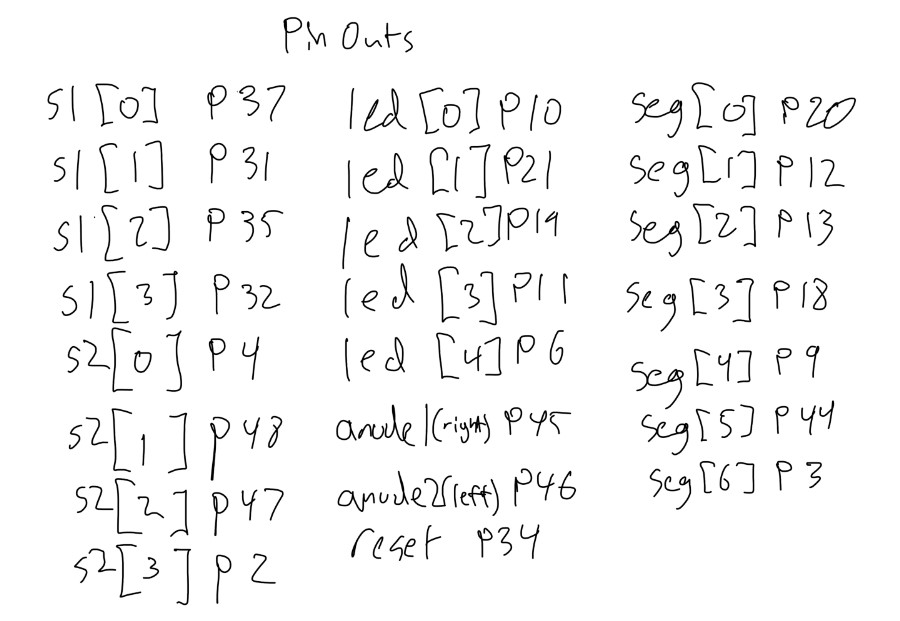 Pin Outs
s1[0] P37
s1[1] P31
s1[2] P35
s1[3] P32
s2[0] P4
s2[1] P48
s2[2] P47
s2[3] P2
led [0] P10
led [1] P21
led [2] P19
led [3] P11
led [4] P6
anode1(right) P45
anode2(left) P46
reset P34
seg[0] P20
seg[1] P12
seg[2] P13
seg[3] P18
seg[4] P9
seg[5] P44
seg[6] P3